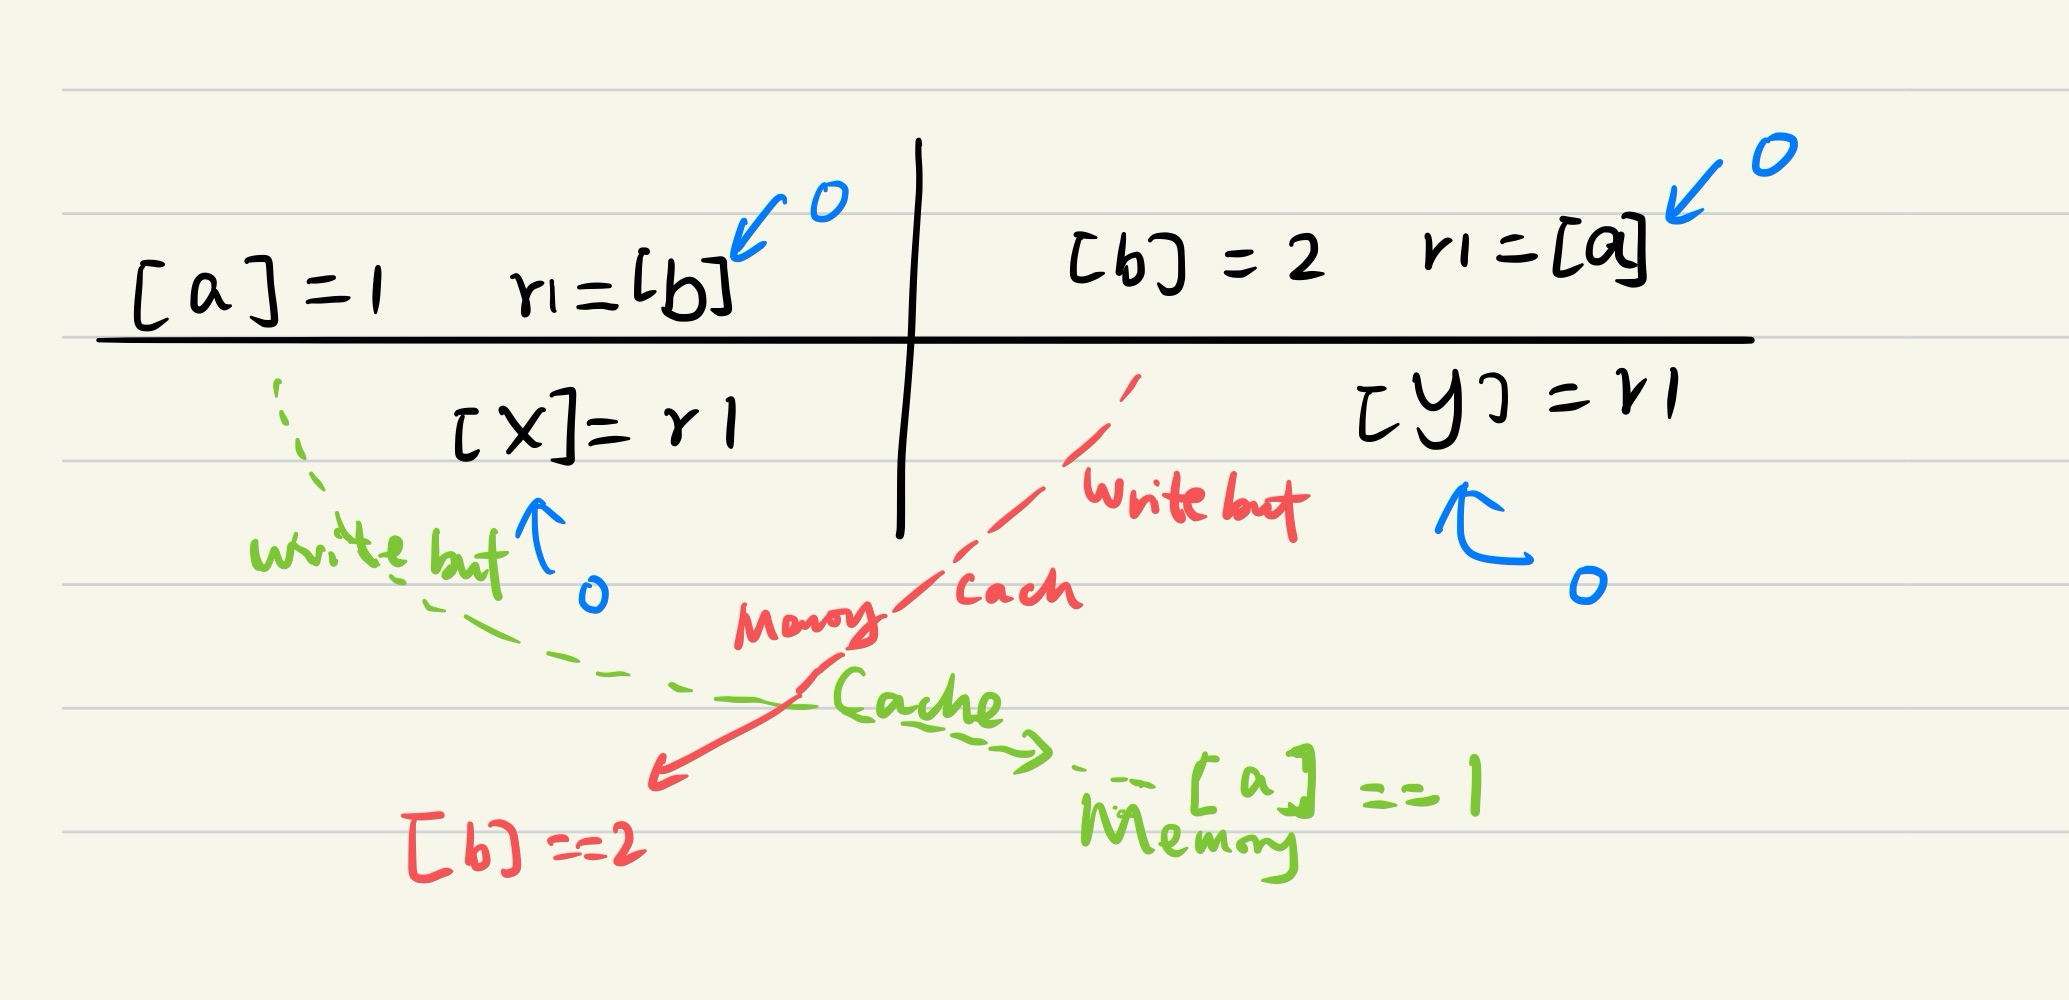 0
0
[a]=1 r1=[b]
[b]=2 r1=[a]
[x]=r1
[y]=r1
write buf
write buf
0
0
Cach
Memory
Cache
[a]==1
Memory
[b]==2